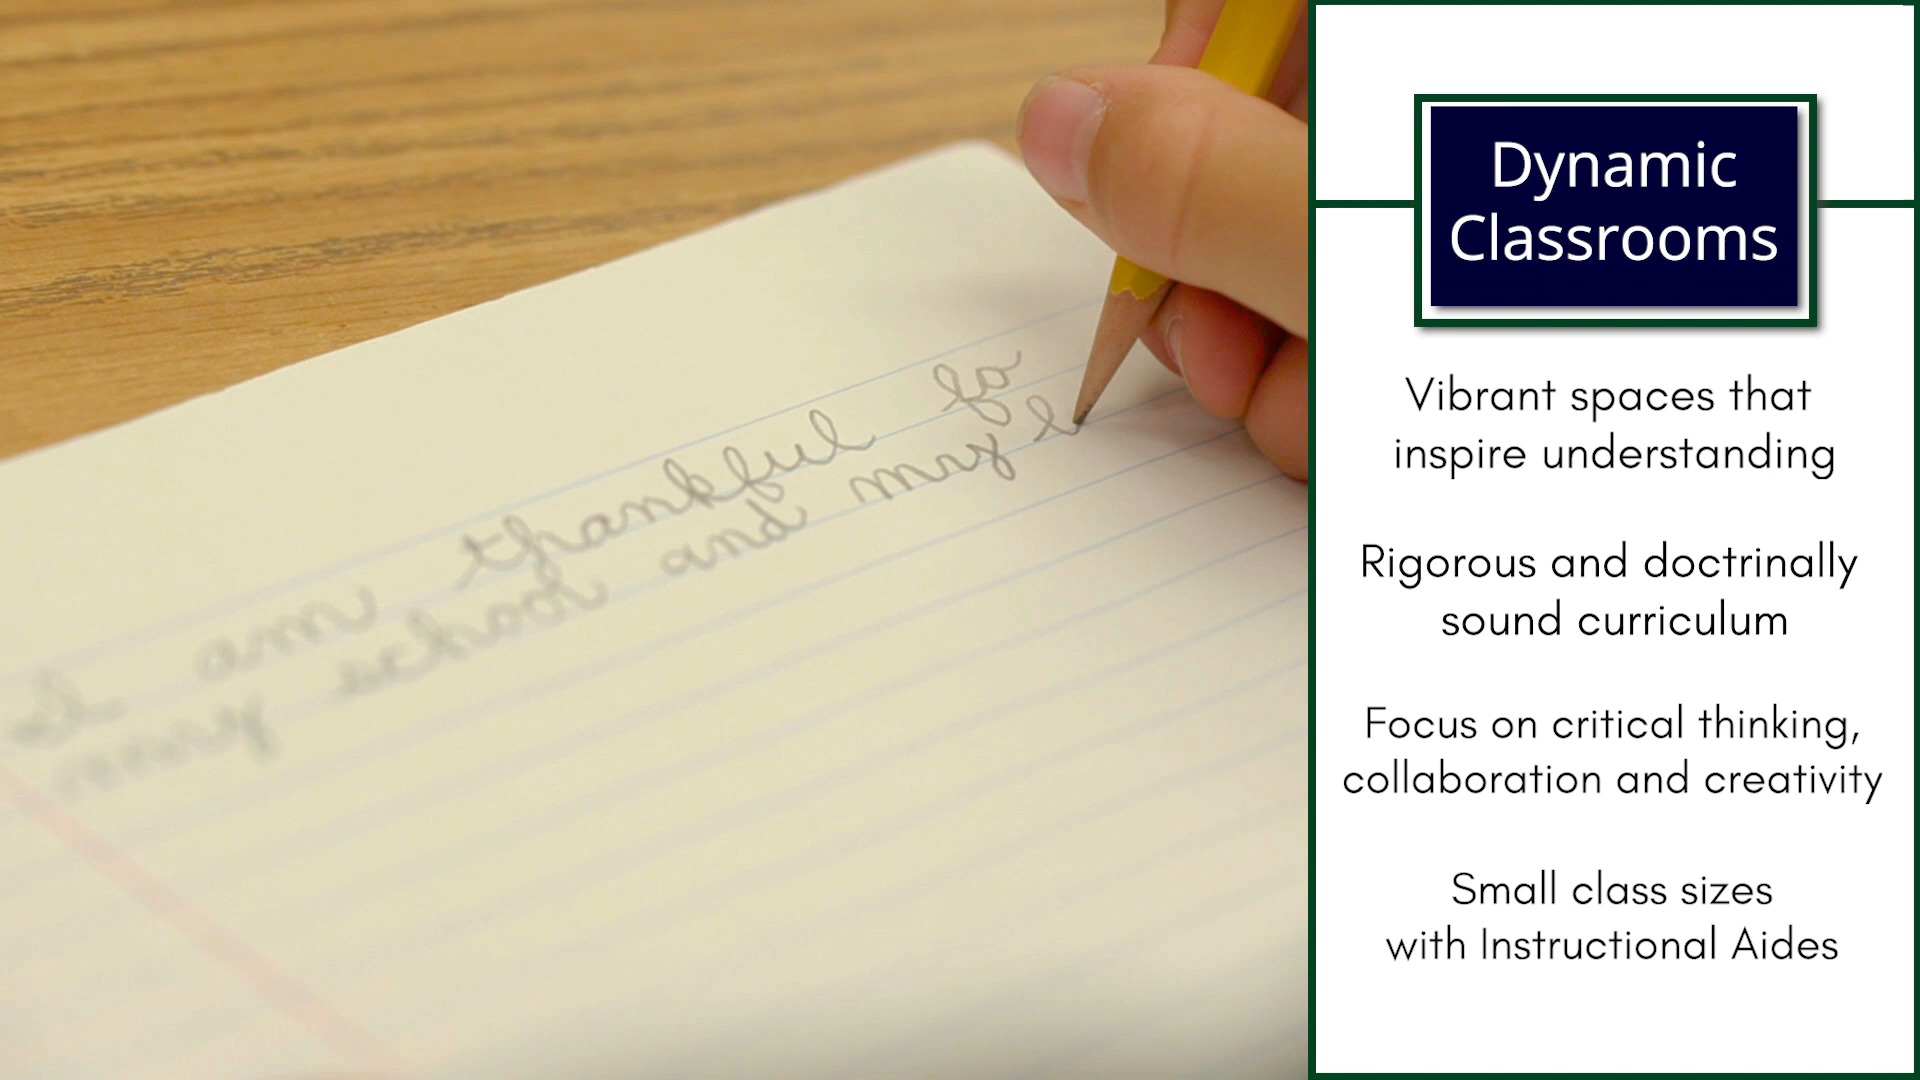 I am thankful fo
my school and my
Dynamic
Classrooms
Vibrant spaces that
inspire understanding
Rigorous and doctrinally
sound curriculum
Focus on critical thinking,
collaboration and creativity
Small class sizes
with Instructional Aides